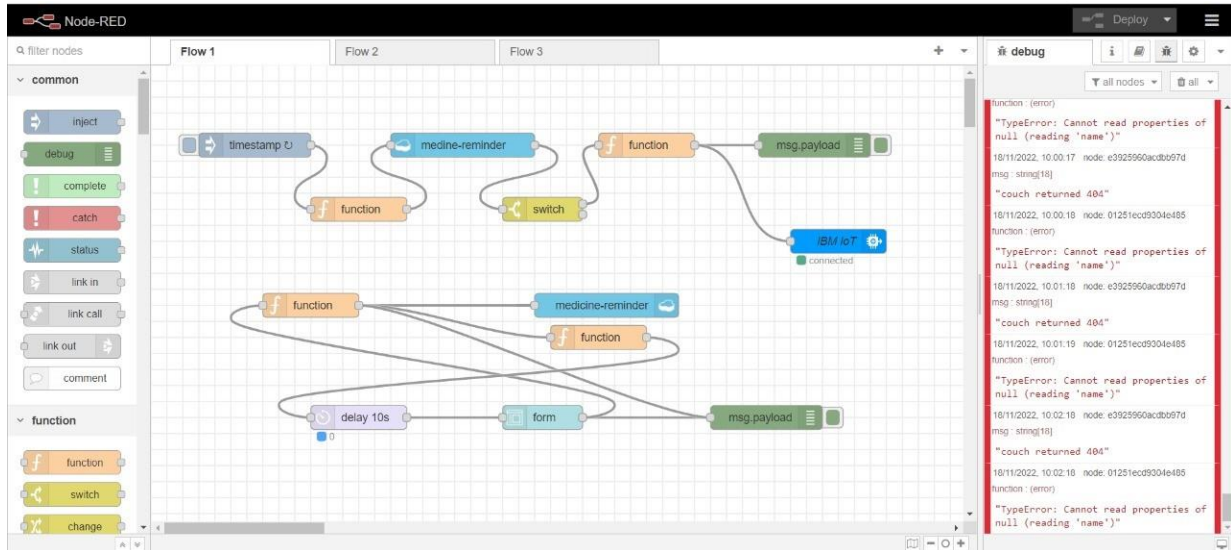 Node-RED
Deploy
filter nodes
common
inject
debug
complete
catch
status
link in
link call
link out
comment
function
function
switch
change
Flow 1
Flow 2
Flow 3
timestamp ↻
medine-reminder
function
msg.payload
function
switch
IBM IoT
connected
function
medicine-reminder
function
delay 10s
form
msg.payload
0
debug
all nodes
all
function : (error)
"TypeError: Cannot read properties of
null (reading 'name')"
18/11/2022, 10:00:17 node: e3925960acdbb97d
msg : string[18]
"couch returned 404"
18/11/2022, 10:00:18 node: 01251ecd9304e485
function : (error)
"TypeError: Cannot read properties of
null (reading 'name')"
18/11/2022, 10:01:18 node: e3925960acdbb97d
msg : string[18]
"couch returned 404"
18/11/2022, 10:01:19 node: 01251ecd9304e485
function : (error)
"TypeError: Cannot read properties of
null (reading 'name')"
18/11/2022, 10:02:18 node: e3925960acdbb97d
msg : string[18]
"couch returned 404"
18/11/2022, 10:02:18 node: 01251ecd9304e485
function : (error)
"TypeError: Cannot read properties of
null (reading 'name')"